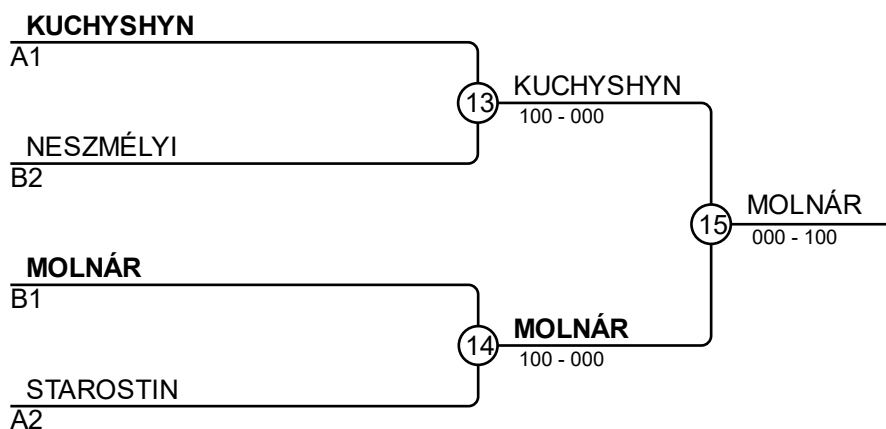 KUCHYSHYN
A1
13
KUCHYSHYN
100 - 000
NESZMÉLYI
B2
15
MOLNÁR
000 - 100
MOLNÁR
B1
14
MOLNÁR
100 - 000
STAROSTIN
A2